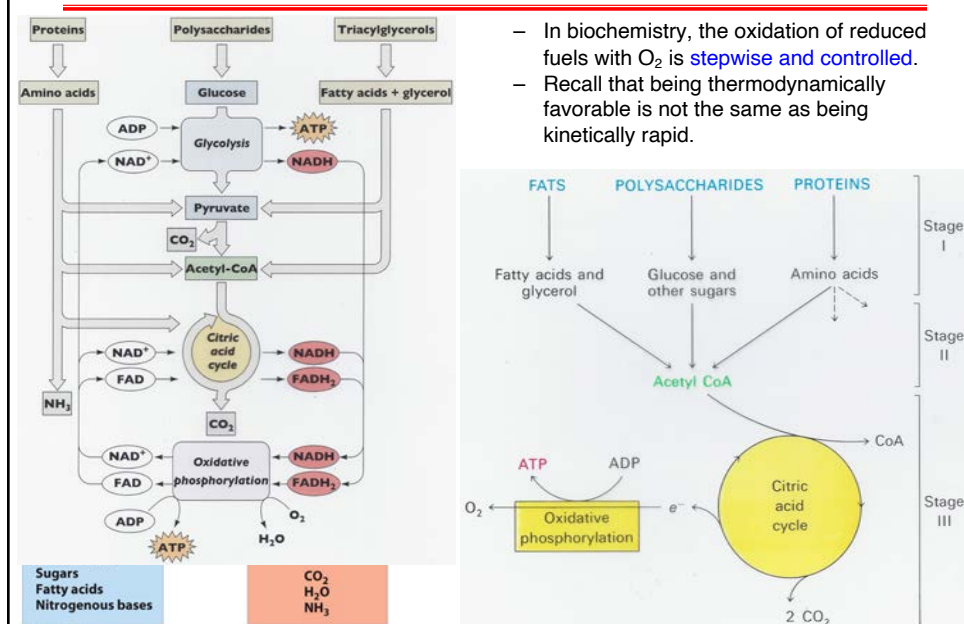 Proteins
Polysaccharides
Triacylglycerols
Amino acids
Glucose
Fatty acids + glycerol
ADP
Glycolysis
ATP
NAD+
NADH
Pyruvate
CO2
Acetyl-CoA
Citric
acid
cycle
NAD+
NADH
FAD
FADH2
NH3
CO2
NAD+
Oxidative
phosphorylation
NADH
FAD
FADH2
ADP
O2
H2O
ATP
Sugars
Fatty acids
Nitrogenous bases
CO2
H2O
NH3
– In biochemistry, the oxidation of reduced
fuels with O2 is stepwise and controlled.
– Recall that being thermodynamically
favorable is not the same as being
kinetically rapid.
FATS
POLYSACCHARIDES
PROTEINS
Stage
I
Fatty acids and
glycerol
Glucose and
other sugars
Amino acids
Stage
II
Acetyl CoA
CoA
ATP
ADP
Citric
acid
cycle
Stage
III
O2
Oxidative
phosphorylation
e−
2 CO2